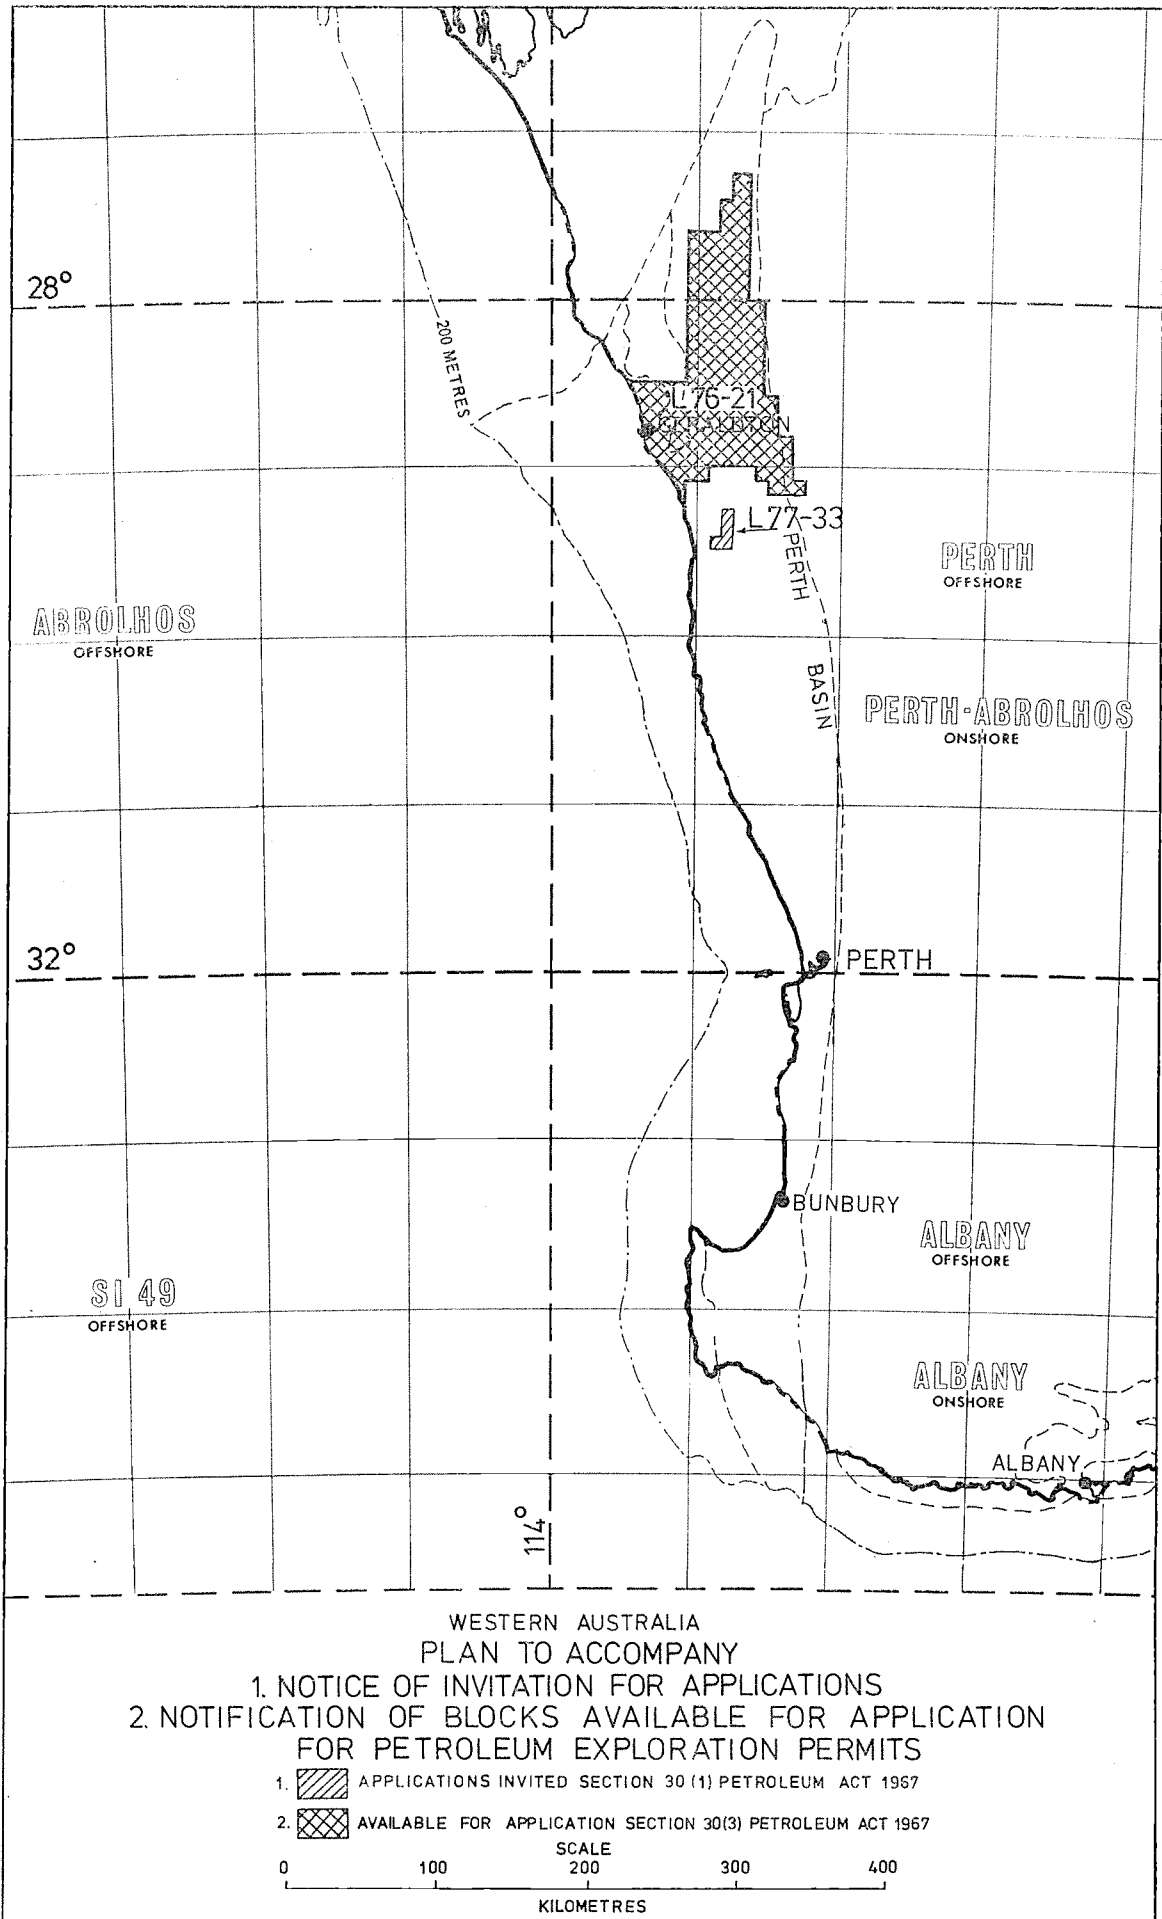 28°
200 METRES
L 76-21
GERALDTON
L 77-33
PERTH
BASIN
PERTH
OFFSHORE
ABROLHOS
OFFSHORE
PERTH-ABROLHOS
ONSHORE
32°
PERTH
BUNBURY
ALBANY
OFFSHORE
SI 49
OFFSHORE
ALBANY
ONSHORE
ALBANY
114°
WESTERN AUSTRALIA
PLAN TO ACCOMPANY
1. NOTICE OF INVITATION FOR APPLICATIONS
2. NOTIFICATION OF BLOCKS AVAILABLE FOR APPLICATION
FOR PETROLEUM EXPLORATION PERMITS
1. APPLICATIONS INVITED SECTION 30 (1) PETROLEUM ACT 1967
2. AVAILABLE FOR APPLICATION SECTION 30(3) PETROLEUM ACT 1967
SCALE
0 100 200 300 400
KILOMETRES